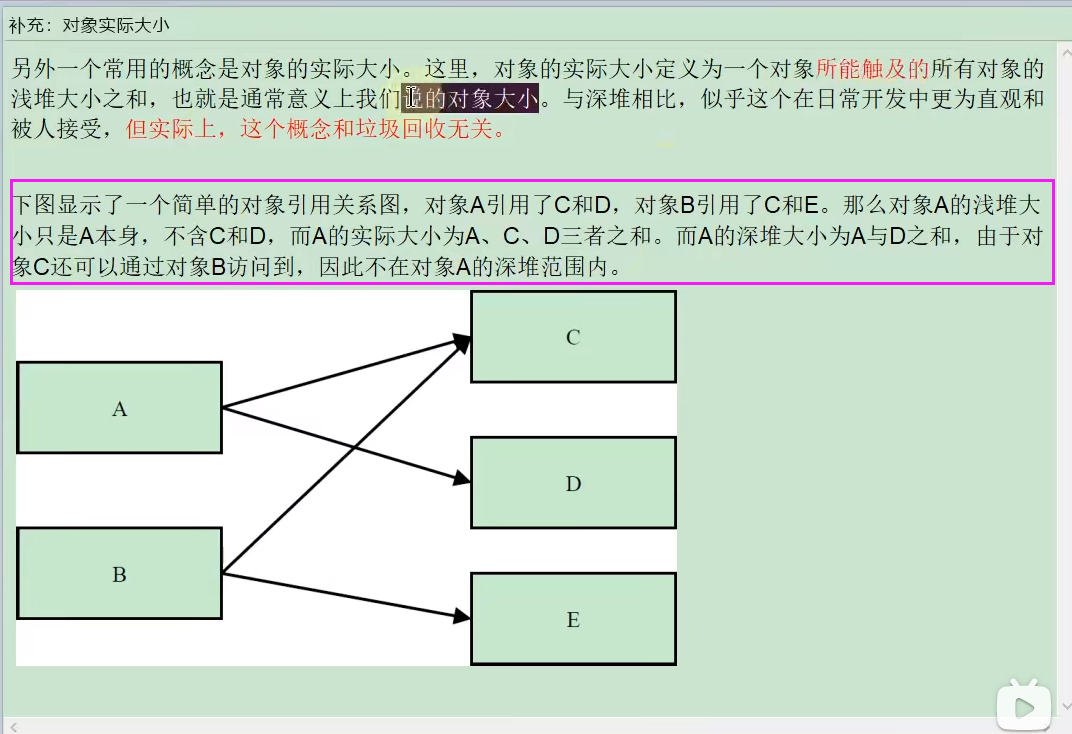 补充：对象实际大小
另外一个常用的概念是对象的实际大小。这里，对象的实际大小定义为一个对象所能触及的所有对象的
浅堆大小之和，也就是通常意义上我们说的对象大小。与深堆相比，似乎这个在日常开发中更为直观和
被人接受，但实际上，这个概念和垃圾回收无关。
下图显示了一个简单的对象引用关系图，对象A引用了C和D，对象B引用了C和E。那么对象A的浅堆大
小只是A本身，不含C和D，而A的实际大小为A、C、D三者之和。而A的深堆大小为A与D之和，由于对
象C还可以通过对象B访问到，因此不在对象A的深堆范围内。
C
A
D
B
E